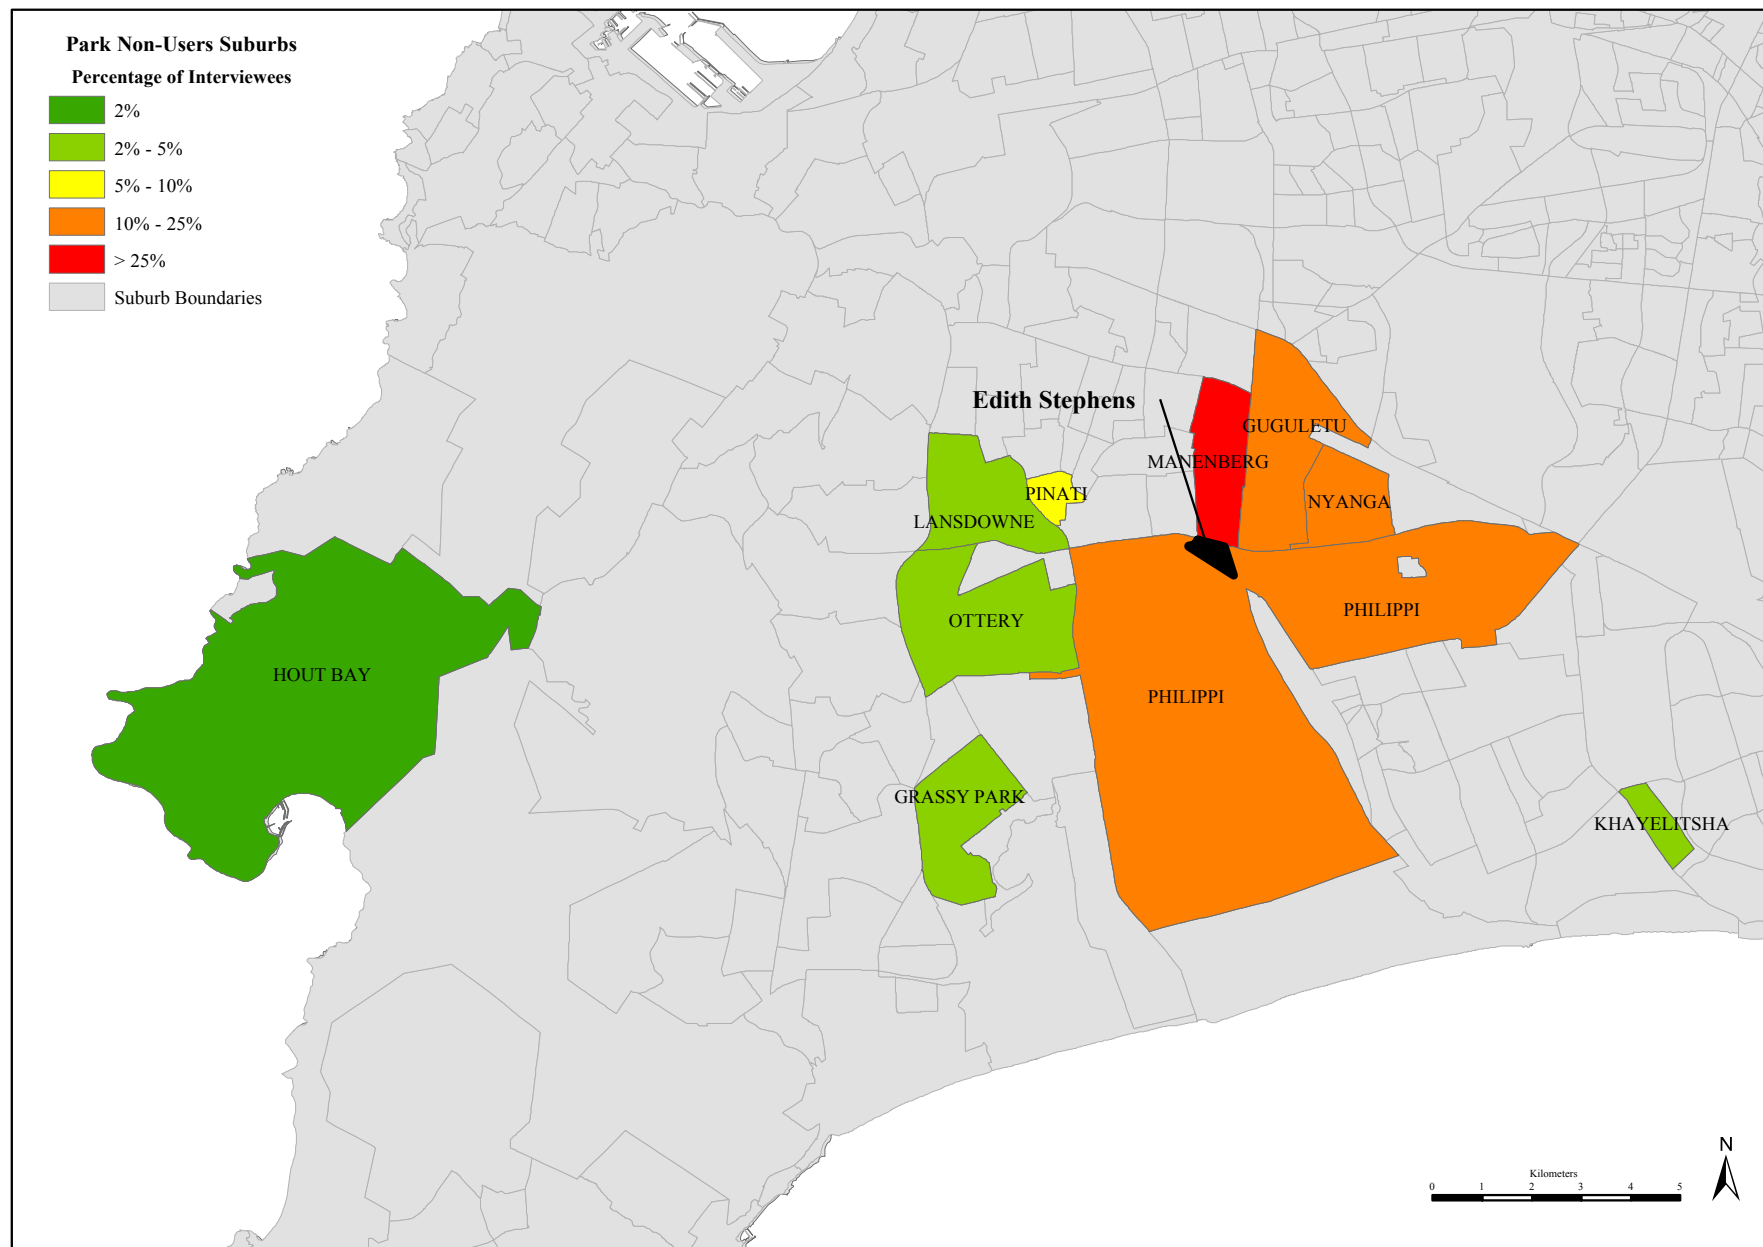 Park Non-Users Suburbs
Percentage of Interviewees
2%
2% - 5%
5% - 10%
10% - 25%
> 25%
Suburb Boundaries
Edith Stephens
GUGULETU
MANENBERG
PINATI
NYANGA
LANSDOWNE
PHILIPPI
OTTERY
HOUT BAY
PHILIPPI
GRASSY PARK
KHAYELITSHA
N
Kilometers
0 1 2 3 4 5